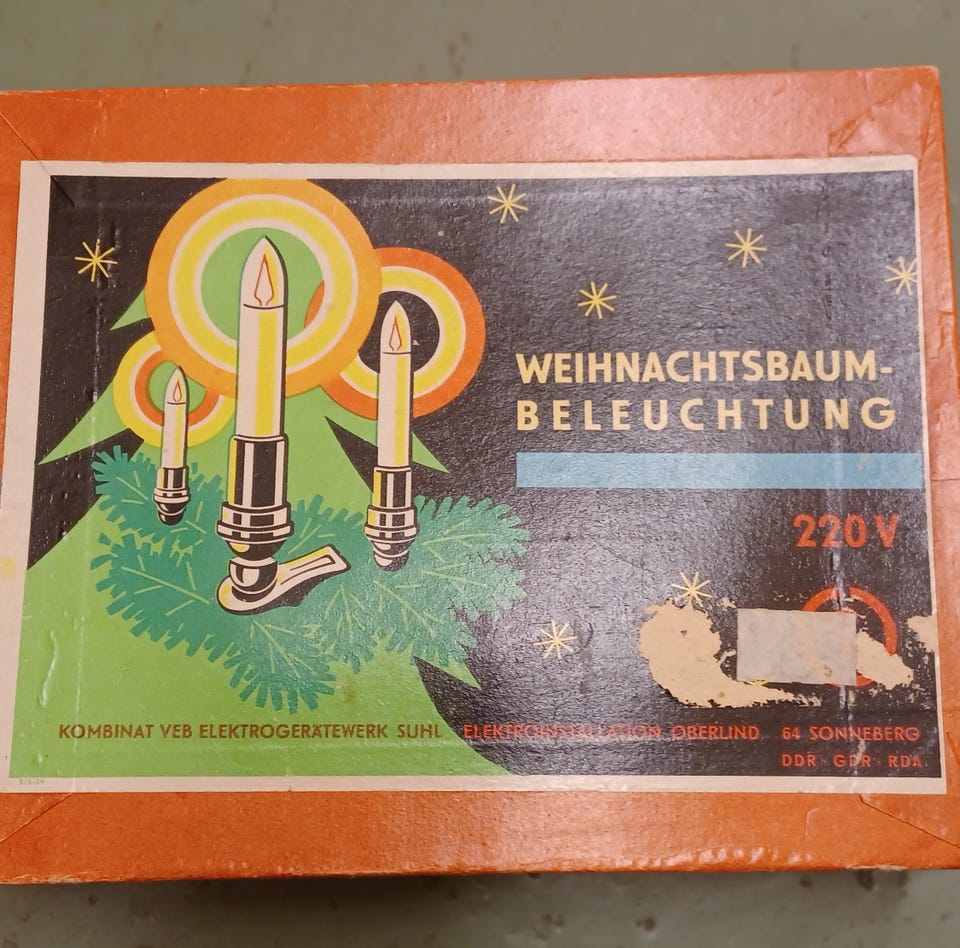 WEIHNACHTSBAUM-
BELEUCHTUNG
220 V
KOMBINAT VEB ELEKTROGERÄTEWERK SUHL ELEKTROINSTALLATION OBERLIND 64 SONNEBERG
DDR · GDR · RDA